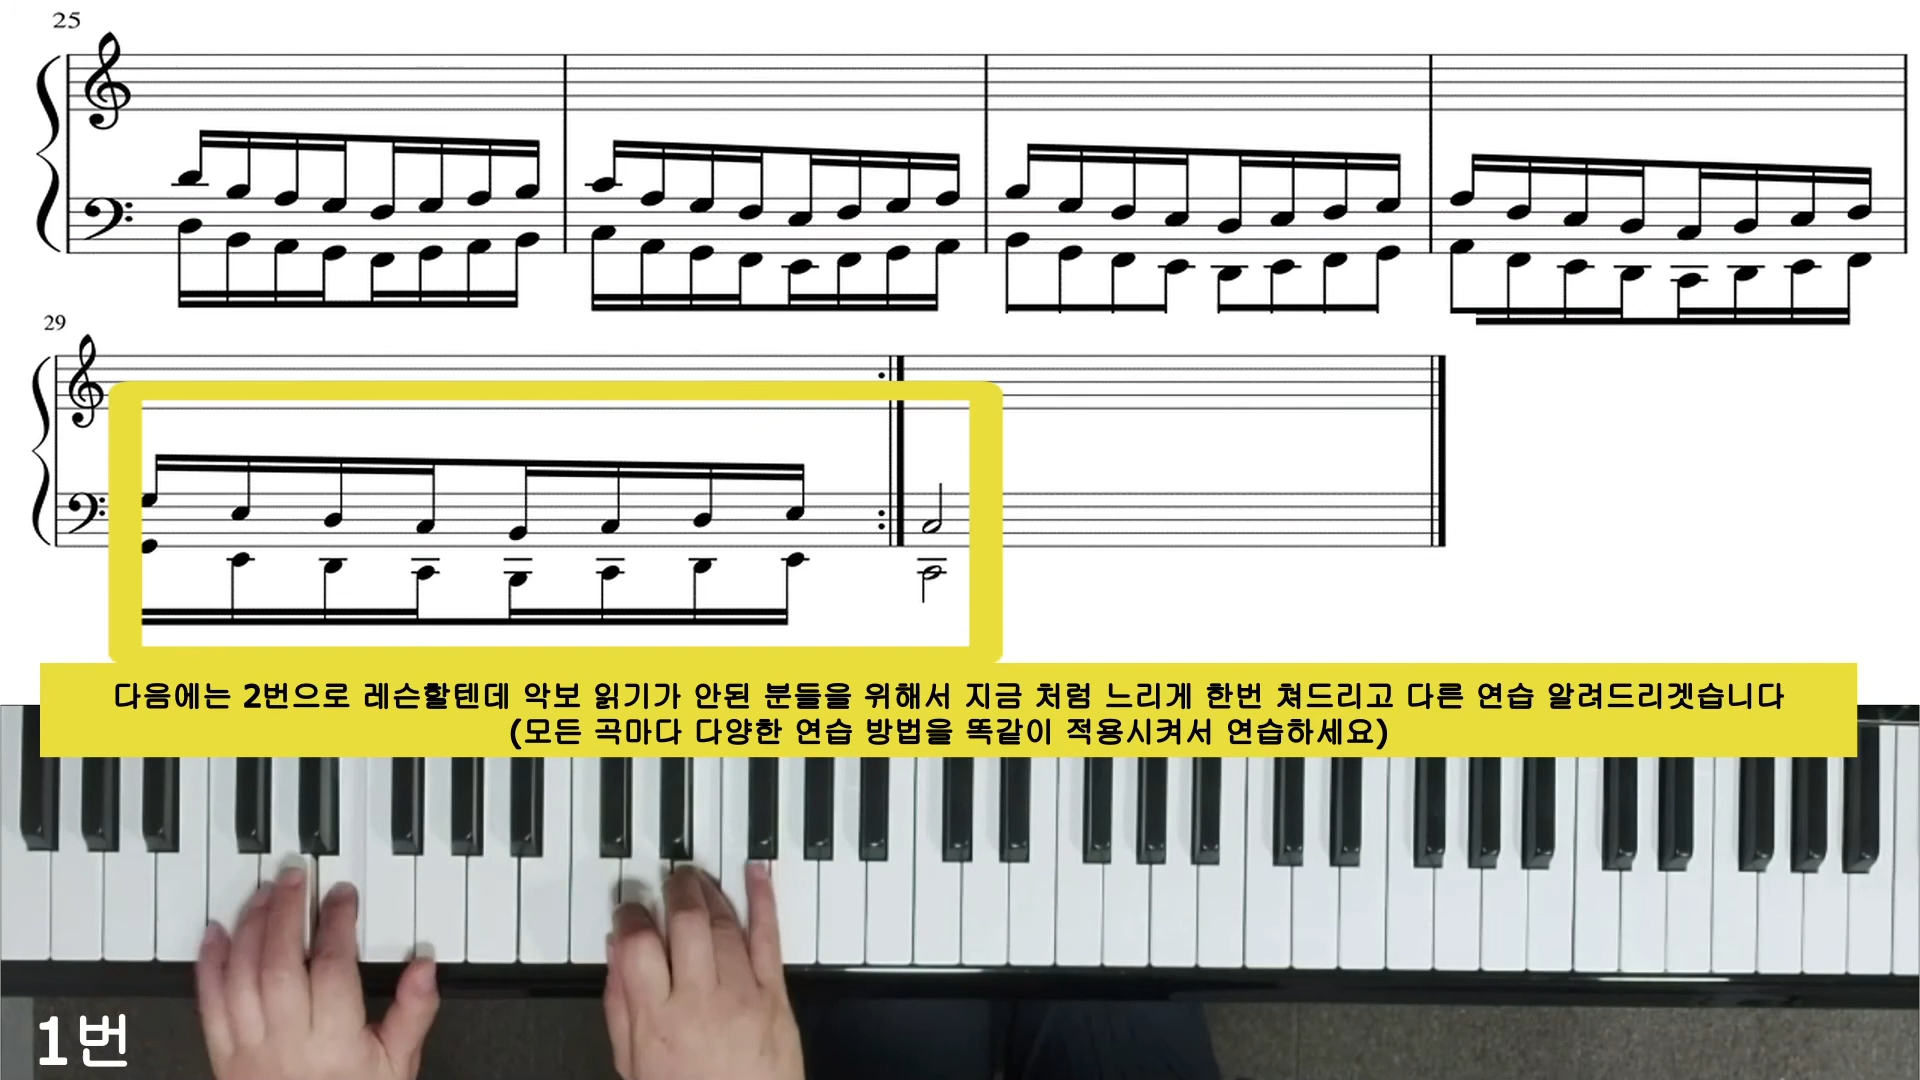 25
29
다음에는 2번으로 레슨할텐데 악보 읽기가 안된 분들을 위해서 지금 처럼 느리게 한번 쳐드리고 다른 연습 알려드리겟습니다
(모든 곡마다 다양한 연습 방법을 똑같이 적용시켜서 연습하세요)
1번